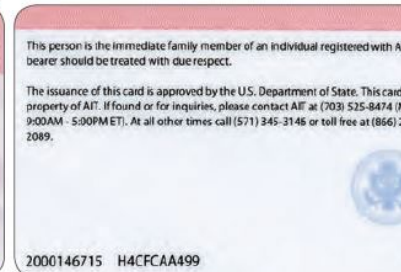 This person is the immediate family member of an individual registered with A
bearer should be treated with due respect.
The issuance of this card is approved by the U.S. Department of State. This card
property of AIT. If found or for inquiries, please contact AIT at (703) 525-8474 (
9:00AM - 5:00PM ET). At all other times call (571) 345-3146 or toll free at (866) 2
2089.
2000146715 H4CFCAA499